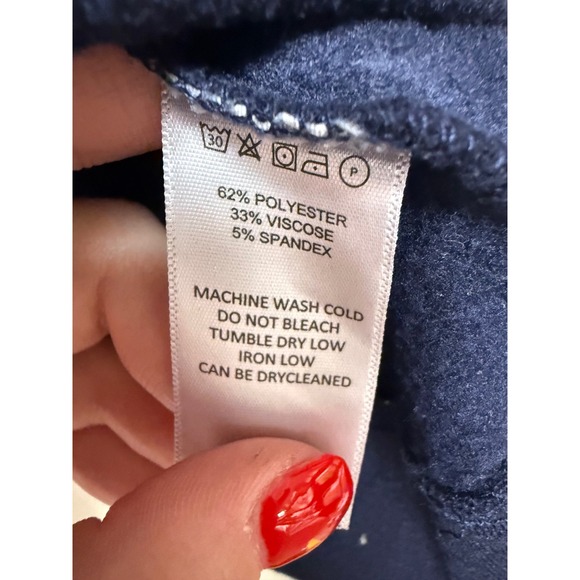 30 P
62% POLYESTER
33% VISCOSE
5% SPANDEX
MACHINE WASH COLD
DO NOT BLEACH
TUMBLE DRY LOW
IRON LOW
CAN BE DRYCLEANED